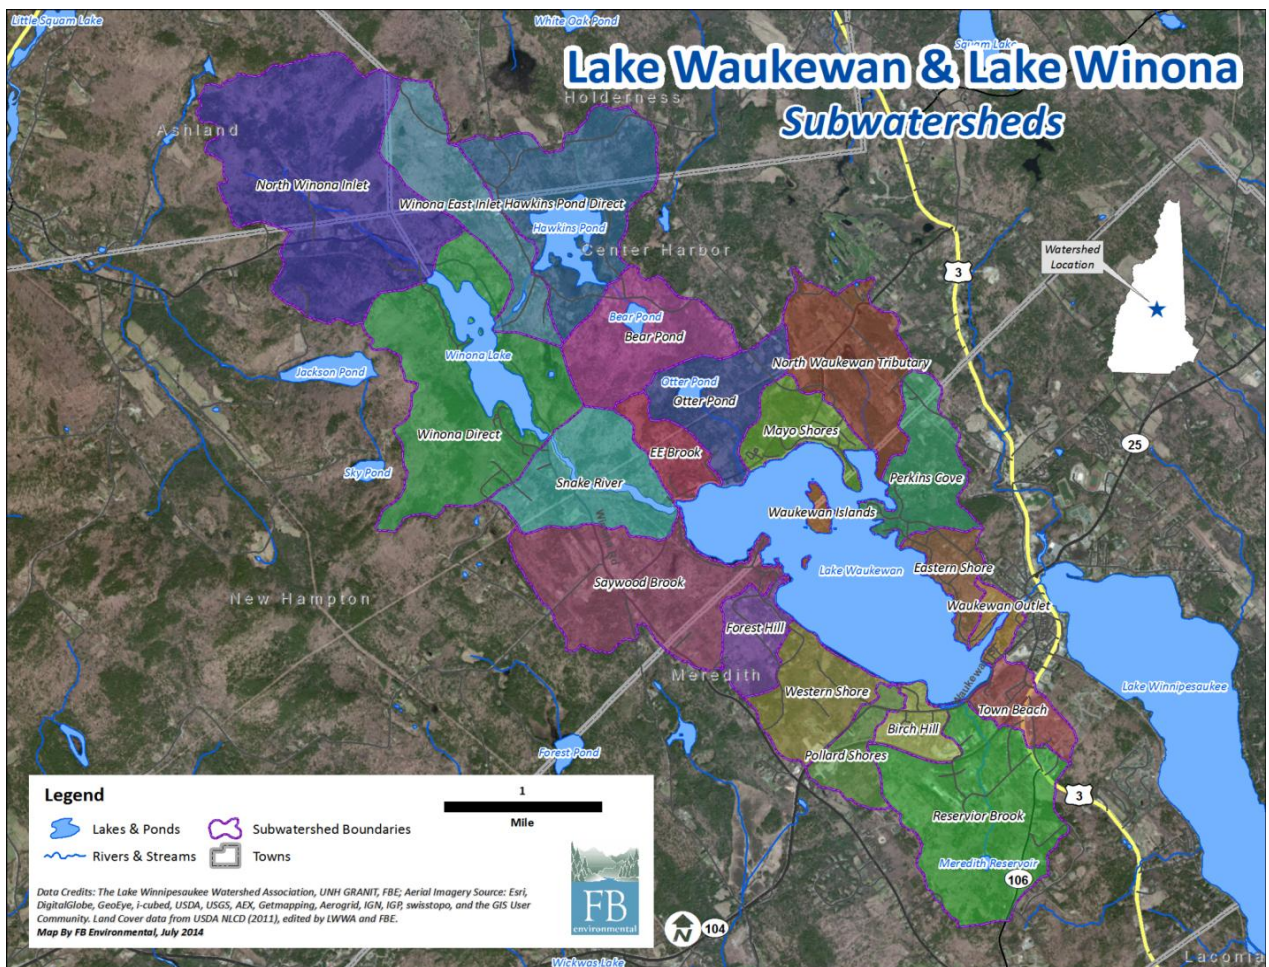 Little Squam Lake
White Oak Pond
Squam Lake
Lake Waukewan & Lake Winona
Subwatersheds
Holderness
Ashland
North Winona Inlet
Winona East Inlet
Hawkins Pond Direct
Hawkins Pond
Center Harbor
Watershed
Location
3
Bear Pond
Bear Pond
Winona Lake
North Waukewan Tributary
Jackson Pond
Otter Pond
Otter Pond
Winona Direct
Mayo Shores
25
EE Brook
Sky Pond
Snake River
Perkins Cove
Waukewan Islands
Lake Waukewan
Eastern Shore
Saywood Brook
New Hampton
Waukewan Outlet
Forest Hill
Meredith
Western Shore
Lake Winnipesaukee
Waukewan
Town Beach
Birch Hill
Pollard Shores
Forest Pond
3
Reservior Brook
Meredith Reservoir
106
Legend
Lakes & Ponds
Subwatershed Boundaries
Rivers & Streams
Towns
1
Mile
Data Credits: The Lake Winnipesaukee Watershed Association, UNH GRANIT, FBE; Aerial Imagery Source: Esri,
DigitalGlobe, GeoEye, i-cubed, USDA, USGS, AEX, Getmapping, Aerogrid, IGN, IGP, swisstopo, and the GIS User
Community. Land Cover data from USDA NLCD (2011), edited by LWWA and FBE.
Map By FB Environmental, July 2014
FB
environmental
N
104
Wickwas Lake
Laconia